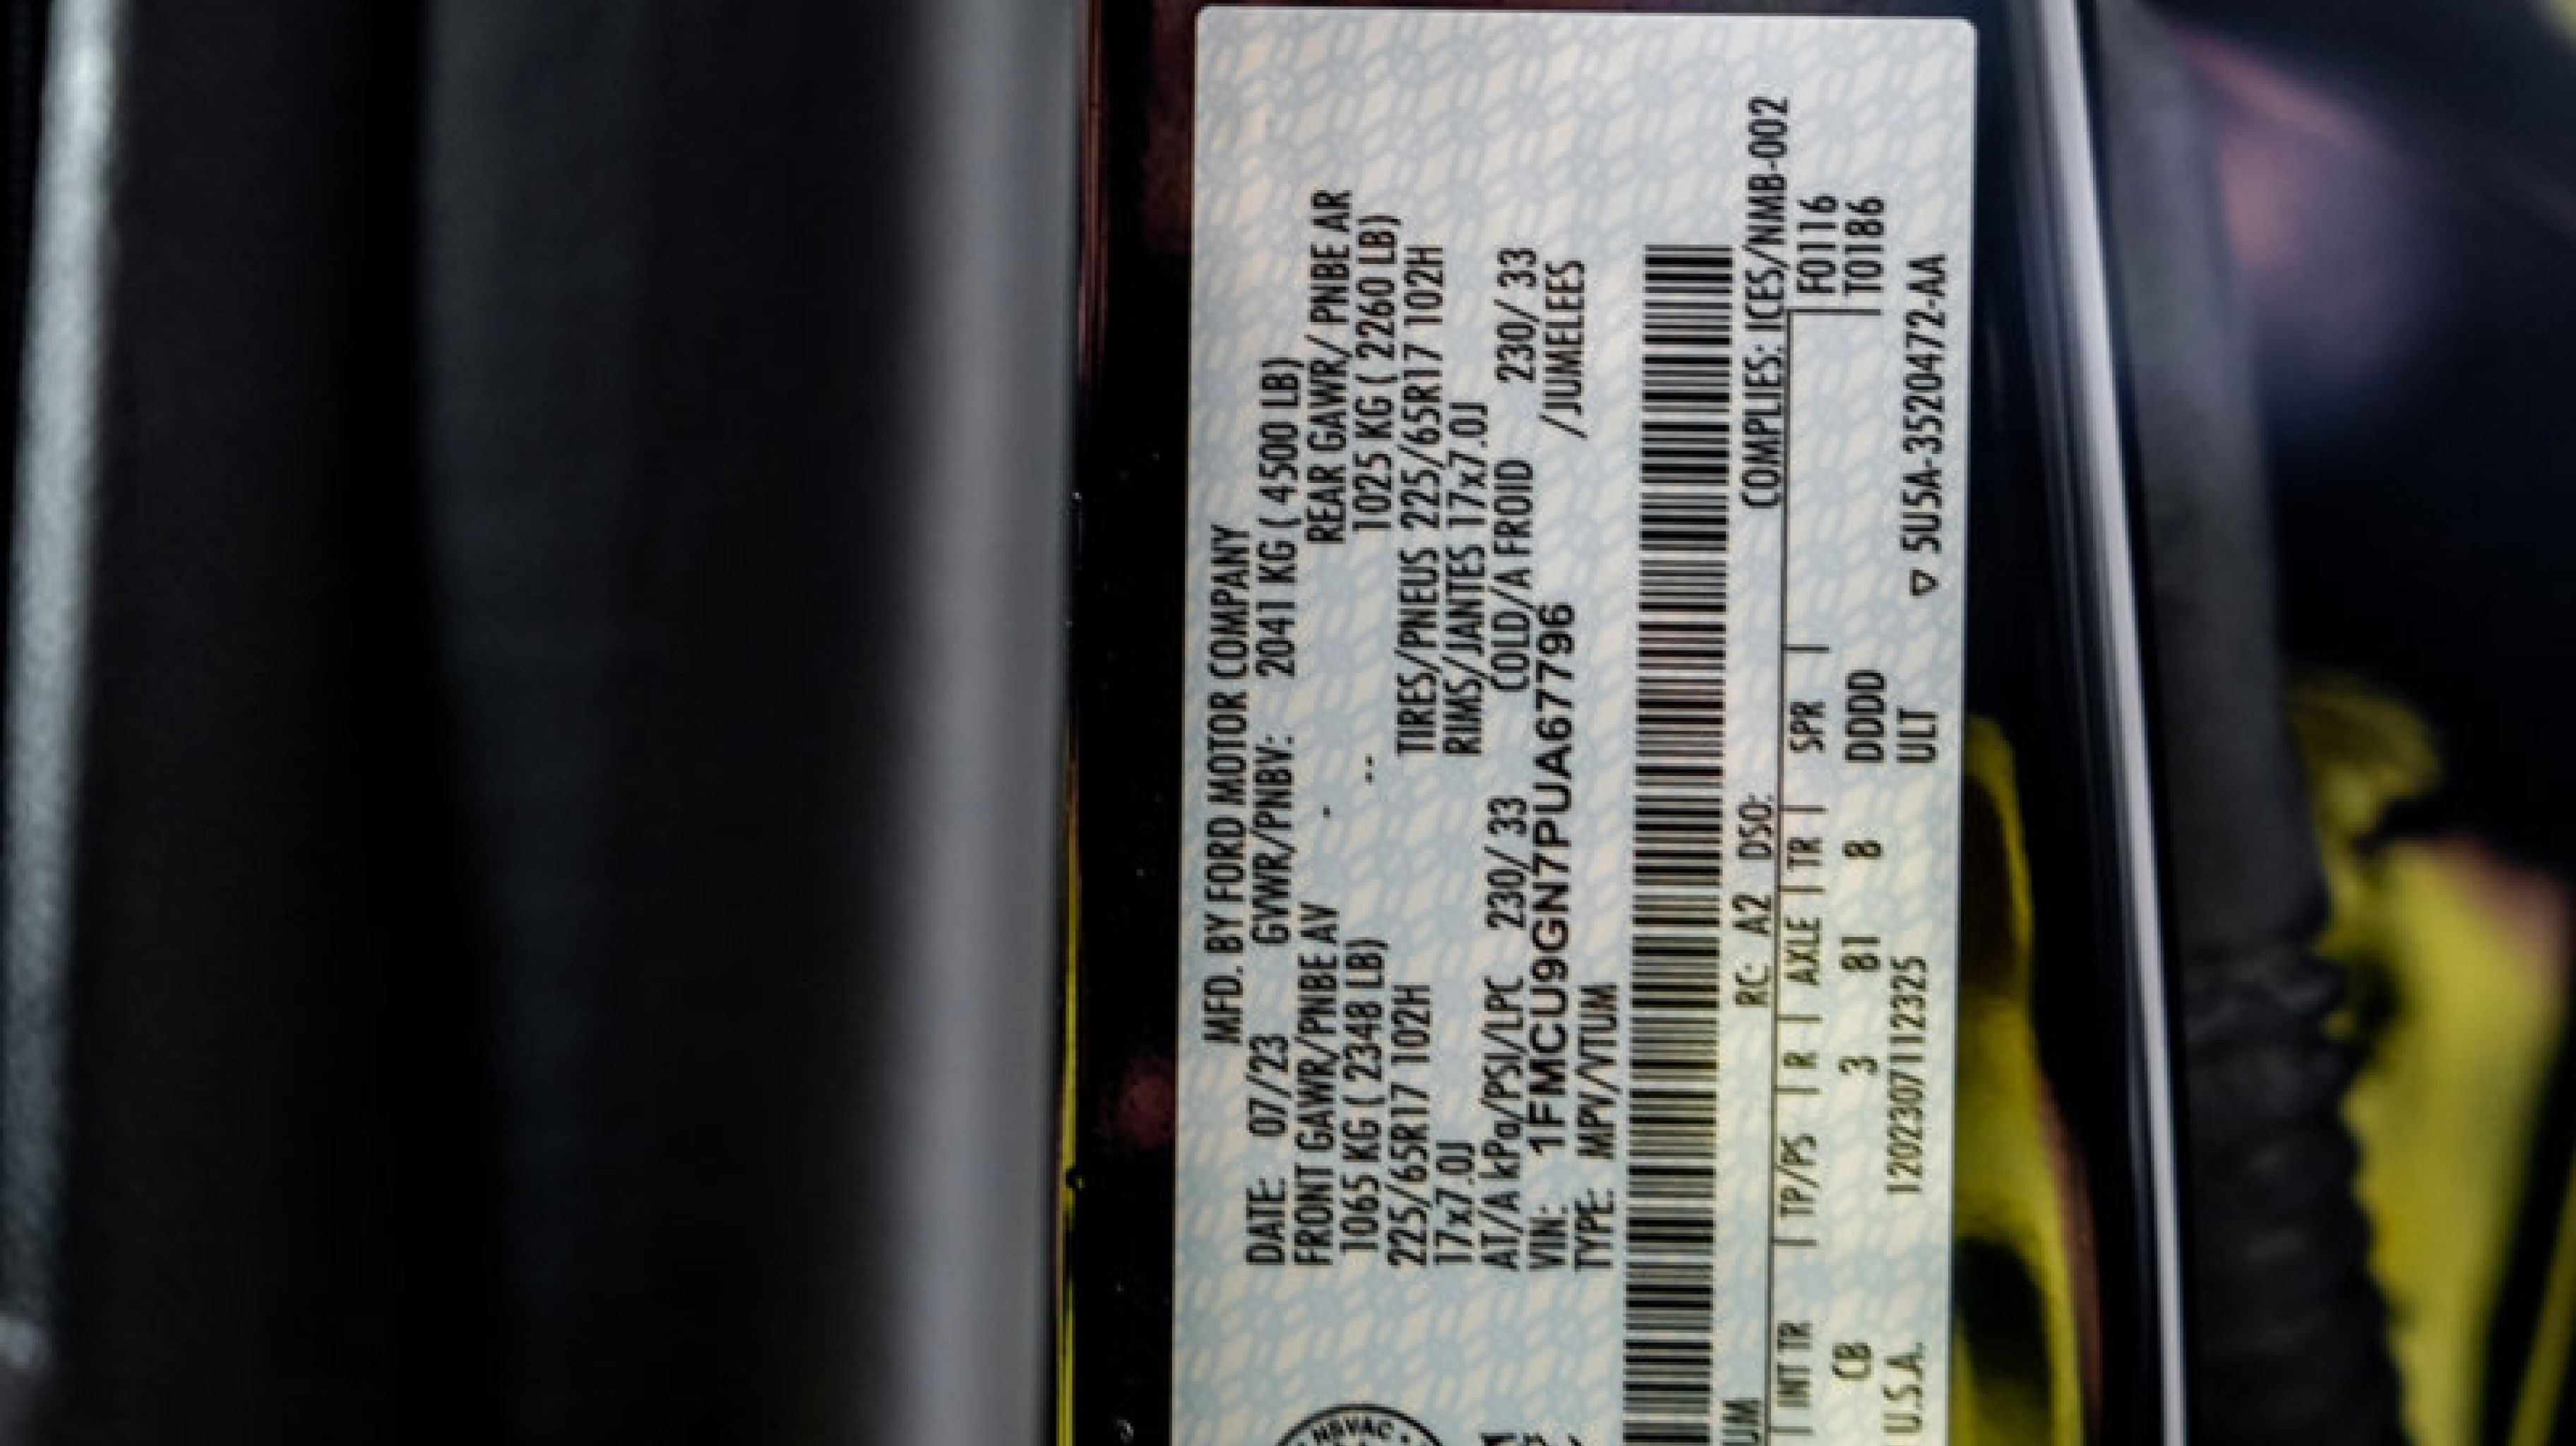 MFD. BY FORD MOTOR COMPANY
DATE: 07/23 GVWR/PNBV: 2041 KG ( 4500 LB)
FRONT GAWR/PNBE AV REAR GAWR/ PNBE AR
1065 KG ( 2348 LB) 1025 KG ( 2260 LB)
225/65R17 102H TIRES/PNEUS 225/65R17 102H
17x7.0J RIMS/JANTES 17x7.0J
AT/A kPa/PSI/LPC 230/ 33 COLD/A FROID 230/ 33
VIN: 1FMCU9GN7PUA67796 /JUMELEES
TYPE: MPV/VTUM
UM RC: A2 DSO: COMPLIES: ICES/NMB-002
INT TR | TP/PS | R | AXLE | TR | SPR | F0116
CB 3 81 8 DDDD T0186
U.S.A. 120230711232​5 ULT ▽ 5U5A-3520472-AA
NBVAC